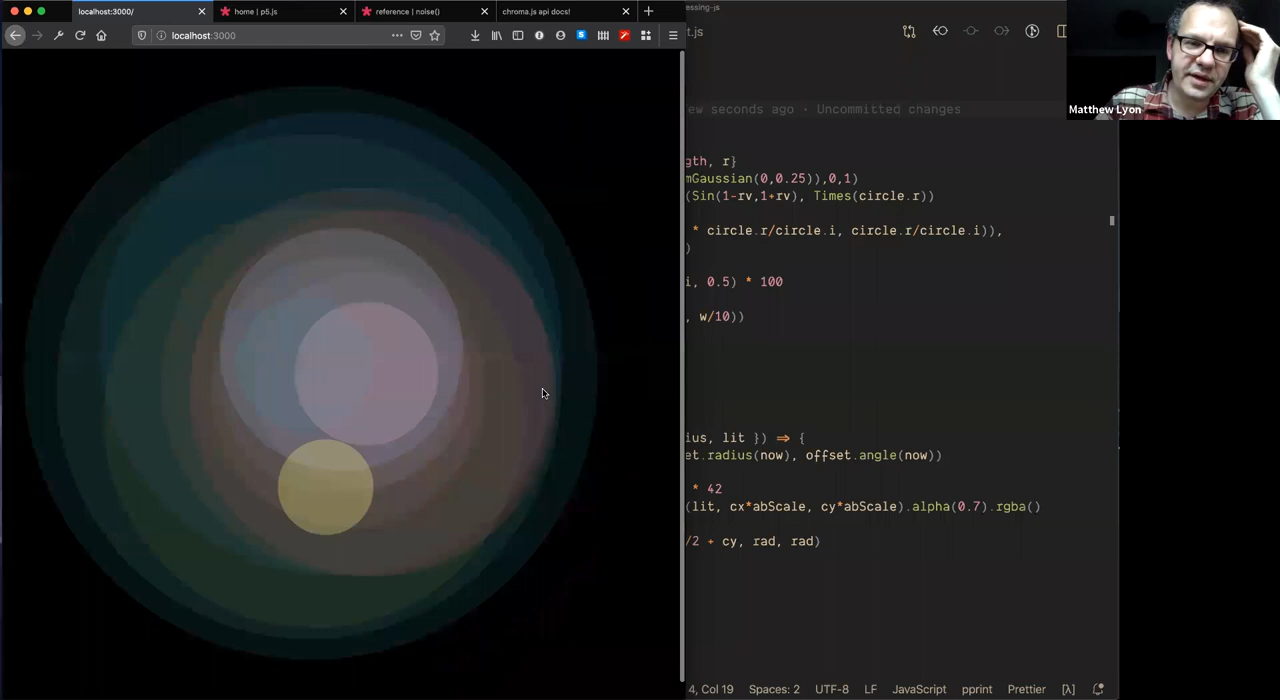 localhost:3000/
home | p5.js
reference | noise()
chroma.js api docs!
essing-js
localhost:3000
t.js
Matthew Lyon
ew seconds ago · Uncommitted changes
gth, r}
mGaussian(0,0.25)),0,1)
(Sin(1-rv,1+rv), Times(circle.r))
* circle.r/circle.i, circle.r/circle.i)),
)
i, 0.5) * 100
, w/10))
ius, lit }) => {
et.radius(now), offset.angle(now))
* 42
(lit, cx*abScale, cy*abScale).alpha(0.7).rgba()
/2 + cy, rad, rad)
4, Col 19 Spaces: 2 UTF-8 LF JavaScript pprint Prettier [λ]